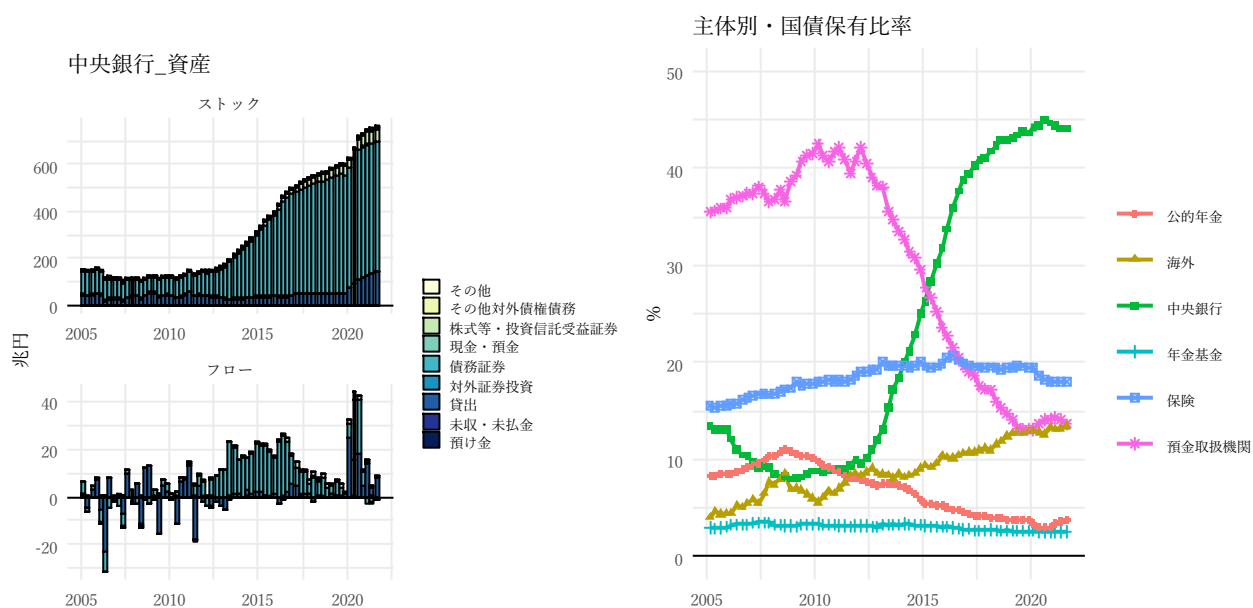 中央銀行_資産
ストック
兆円
600
400
200
0
2005 2010 2015 2020
フロー
40
20
0
-20
2005 2010 2015 2020
その他
その他対外債権債務
株式等・投資信託受益証券
現金・預金
債務証券
対外証券投資
貸出
未収・未払金
預け金
主体別・国債保有比率
%
50
40
30
20
10
0
2005 2010 2015 2020
公的年金
海外
中央銀行
年金基金
保険
預金取扱機関